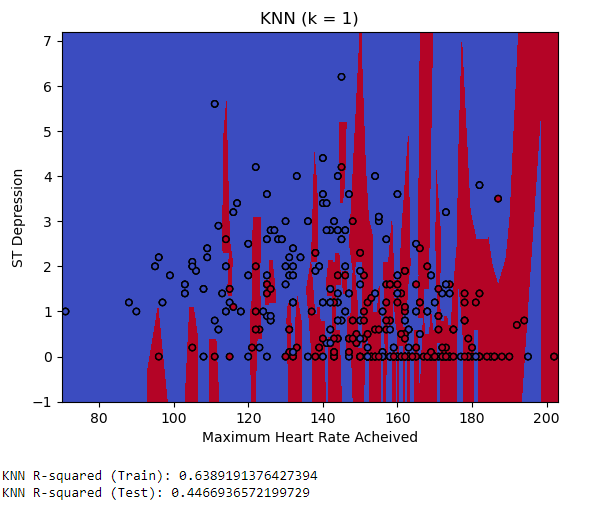 KNN (k = 1)
7
6
5
4
3
2
1
0
−1
ST Depression
80 100 120 140 160 180 200
Maximum Heart Rate Acheived
KNN R-squared (Train): 0.6389191376427394
KNN R-squared (Test): 0.4466936572199729